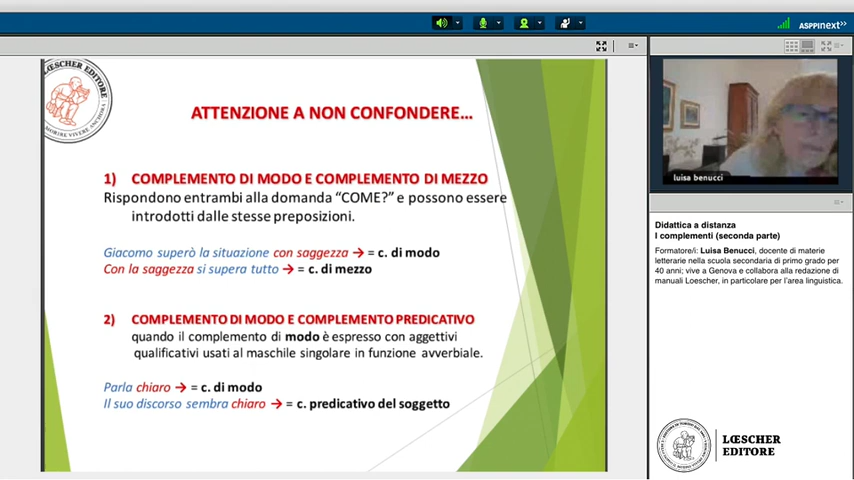 ASPPInext>>
LŒSCHER EDITORE
MORIRE VIVERE ANCHORA
ATTENZIONE A NON CONFONDERE…
1) COMPLEMENTO DI MODO E COMPLEMENTO DI MEZZO
Rispondono entrambi alla domanda “COME?” e possono essere
introdotti dalle stesse preposizioni.
Giacomo superò la situazione con saggezza → = c. di modo
Con la saggezza si supera tutto → = c. di mezzo
2) COMPLEMENTO DI MODO E COMPLEMENTO PREDICATIVO
quando il complemento di modo è espresso con aggettivi
qualificativi usati al maschile singolare in funzione avverbiale.
Parla chiaro → = c. di modo
Il suo discorso sembra chiaro → = c. predicativo del soggetto
luisa benucci
Didattica a distanza
I complementi (seconda parte)
Formatore/i: Luisa Benucci, docente di materie
letterarie nella scuola secondaria di primo grado per
40 anni; vive a Genova e collabora alla redazione di
manuali Loescher, in particolare per l'area linguistica.
LŒSCHER
EDITORE